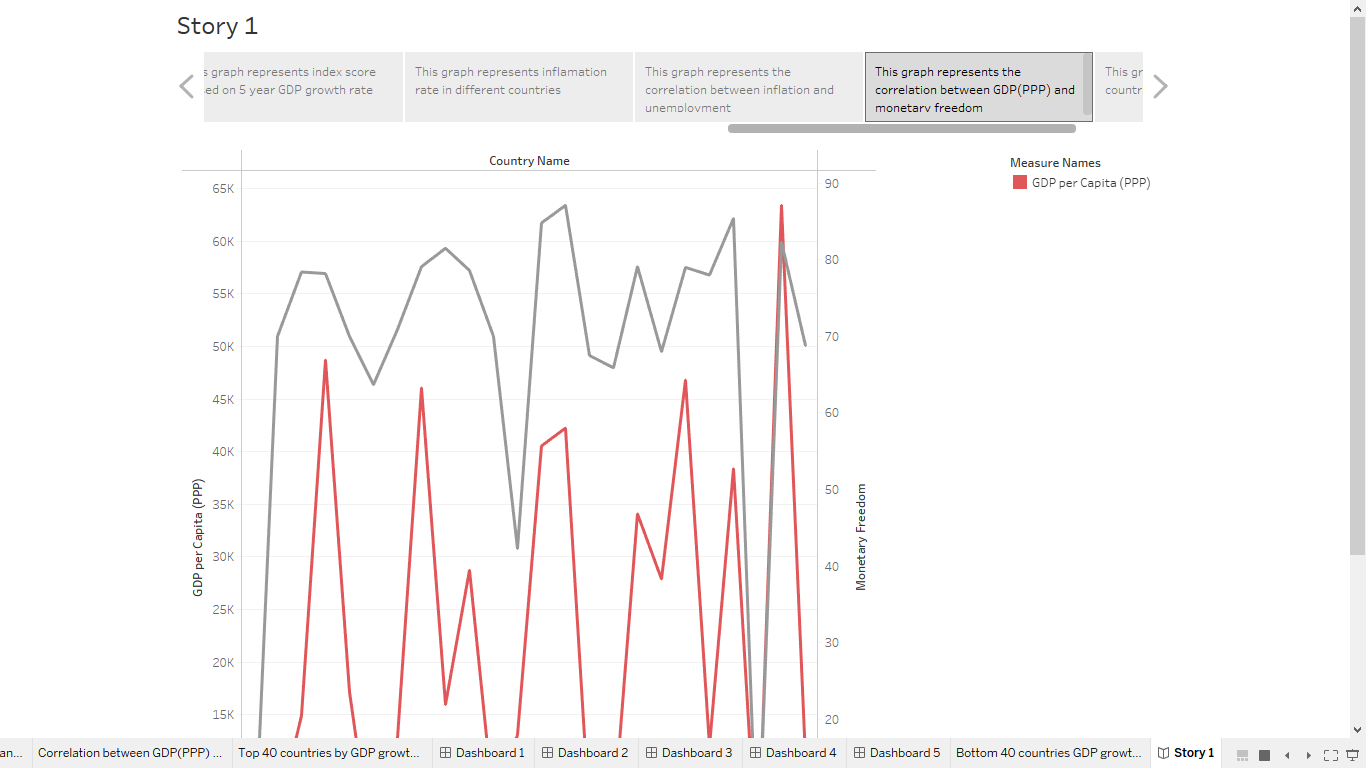 Story 1
s graph represents index score
ed on 5 year GDP growth rate
This graph represents inflamation
rate in different countries
This graph represents the
correlation between inflation and
unemployment
This graph represents the
correlation between GDP(PPP) and
monetary freedom
This gr
countr
Country Name
Measure Names
GDP per Capita (PPP)
65K
60K
55K
50K
45K
40K
35K
30K
25K
20K
15K
GDP per Capita (PPP)
90
80
70
60
50
40
30
20
Monetary Freedom
an...
Correlation between GDP(PPP) ...
Top 40 countries by GDP growt...
Dashboard 1
Dashboard 2
Dashboard 3
Dashboard 4
Dashboard 5
Bottom 40 countries GDP growt...
Story 1